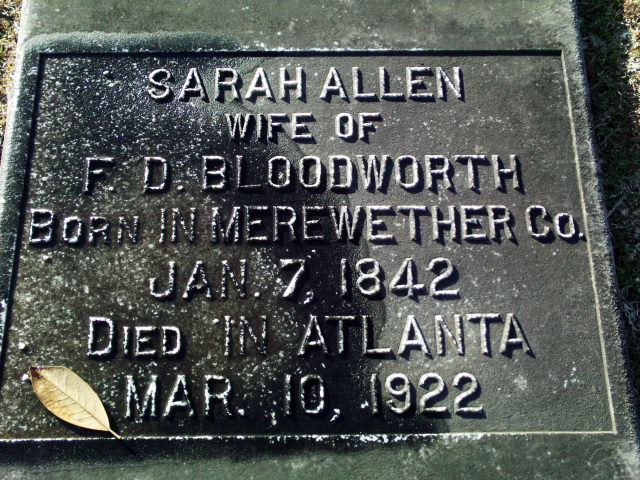 SARAH ALLEN
WIFE OF
F. D. BLOODWORTH
BORN IN MEREWETHER CO.
JAN. 7, 1842
DIED IN ATLANTA
MAR. 10, 1922